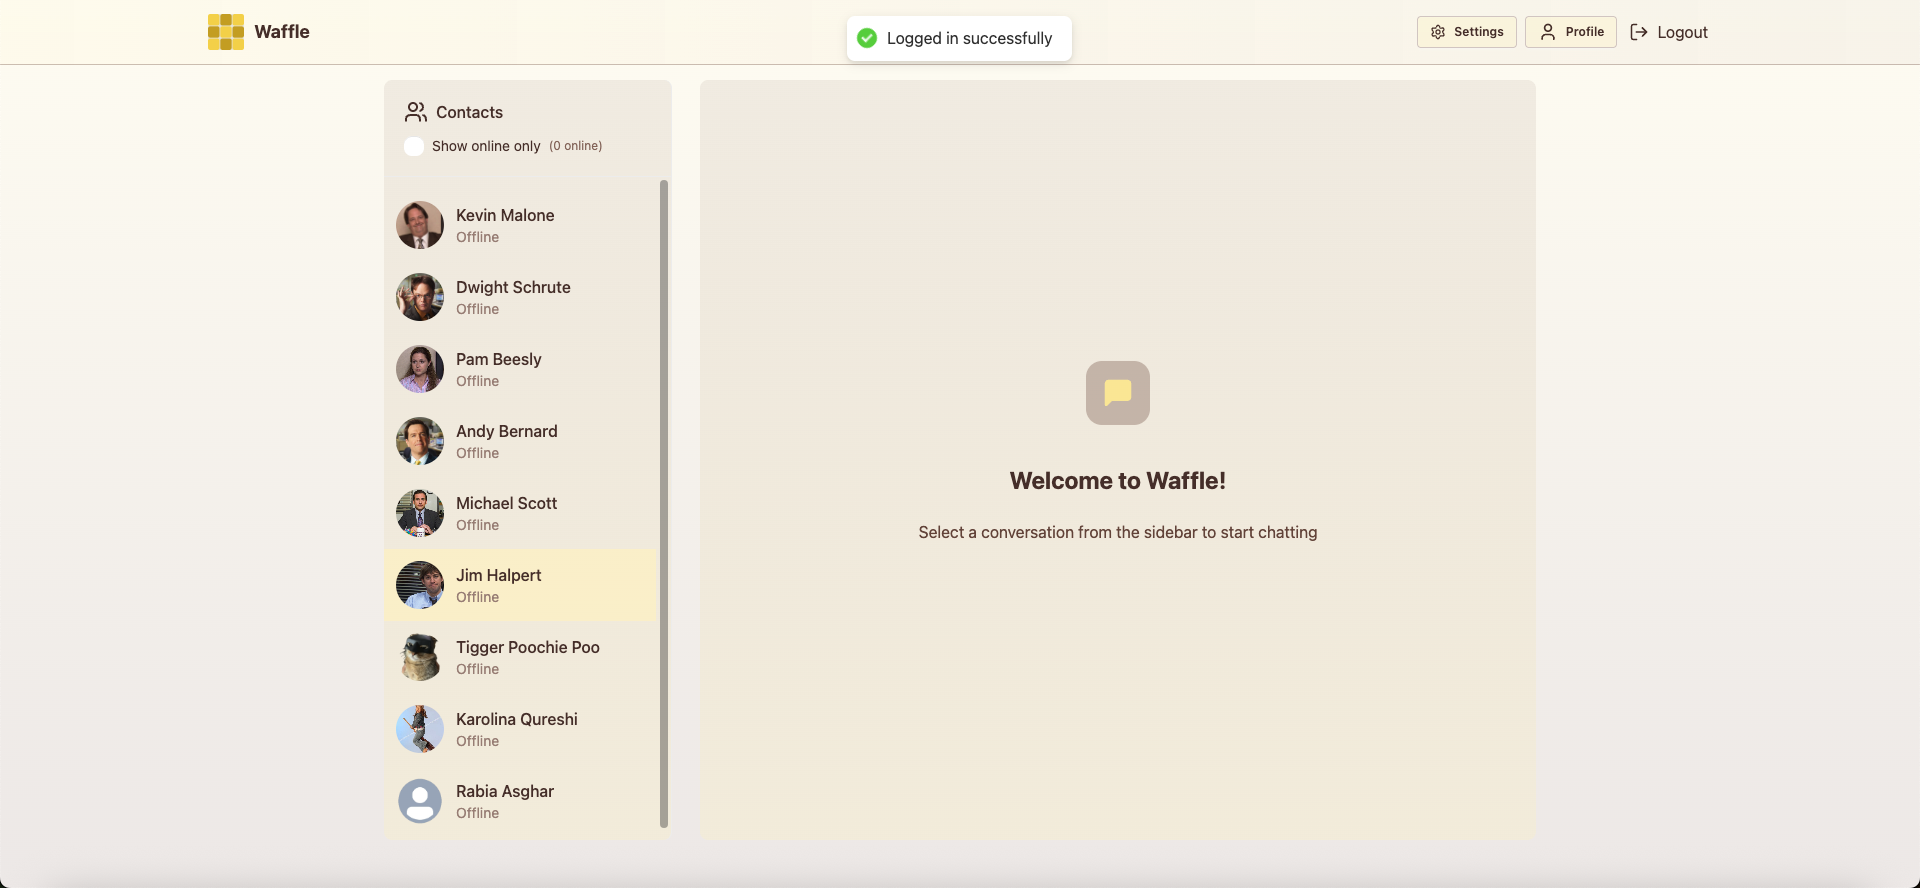 Waffle
Logged in successfully
Settings
Profile
Logout
Contacts
Show online only (0 online)
Kevin Malone
Offline
Dwight Schrute
Offline
Pam Beesly
Offline
Andy Bernard
Offline
Michael Scott
Offline
Jim Halpert
Offline
Tigger Poochie Poo
Offline
Karolina Qureshi
Offline
Rabia Asghar
Offline
Welcome to Waffle!
Select a conversation from the sidebar to start chatting